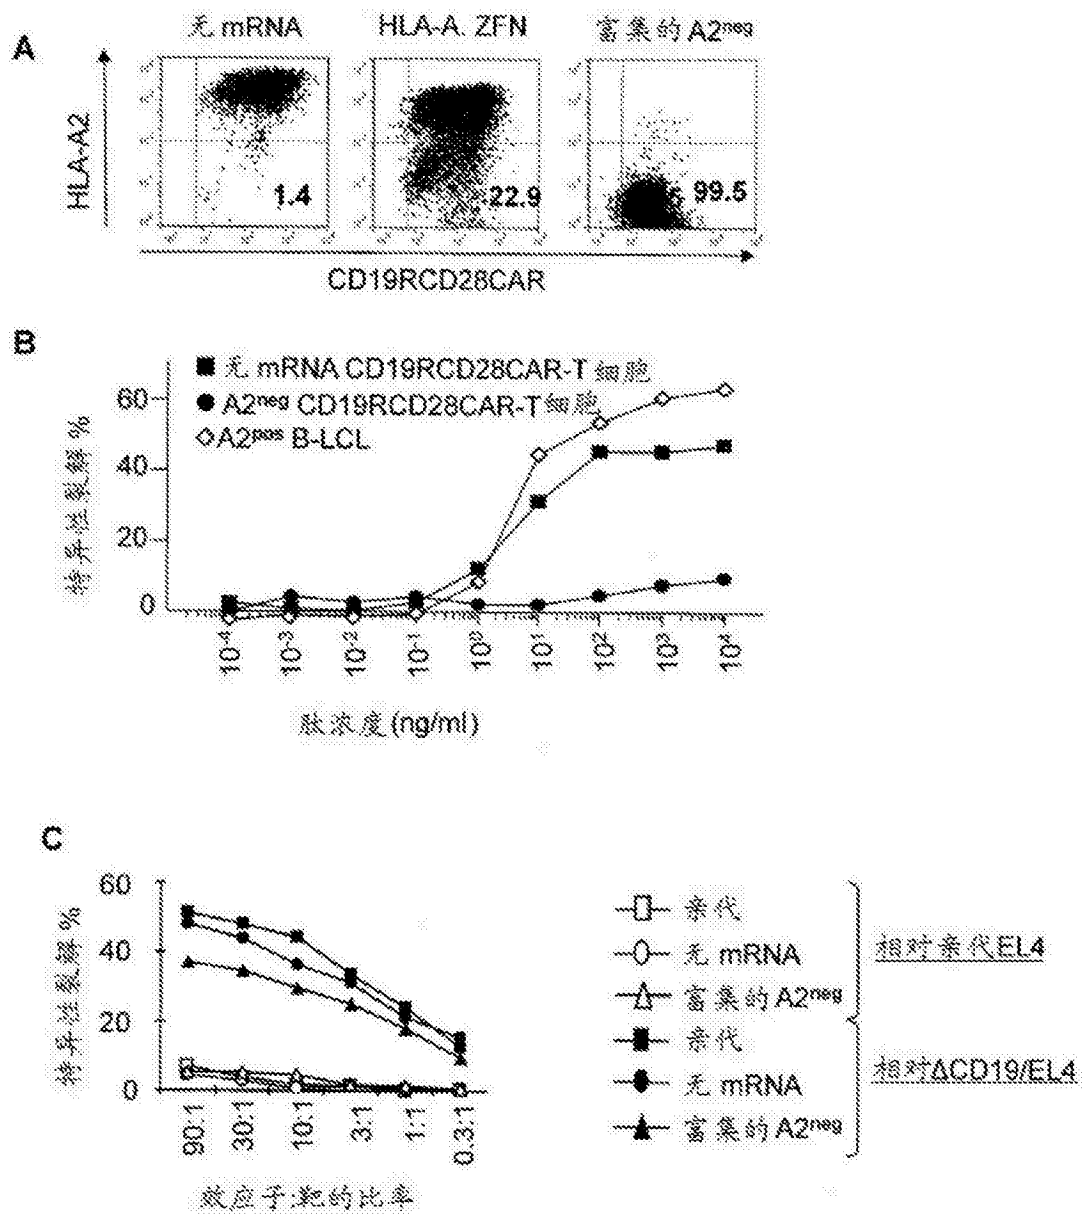 A
无 mRNA
HLA-A. ZFN
富集的 A2neg
HLA-A2
1.4
22.9
99.5
CD19RCD28CAR
B
特异性裂解 %
60
40
20
0
■ 无 mRNA CD19RCD28CAR-T 细胞
● A2neg CD19RCD28CAR-T 细胞
◇ A2pos B-LCL
10-4
10-3
10-2
10-1
100
101
102
103
104
肽浓度(ng/ml)
C
特异性裂解 %
60
40
20
0
90:1
30:1
10:1
3:1
1:1
0.3:1
效应子:靶的比率
亲代
无 mRNA
富集的 A2neg
相对亲代EL4
亲代
无 mRNA
富集的 A2neg
相对ΔCD19/EL4